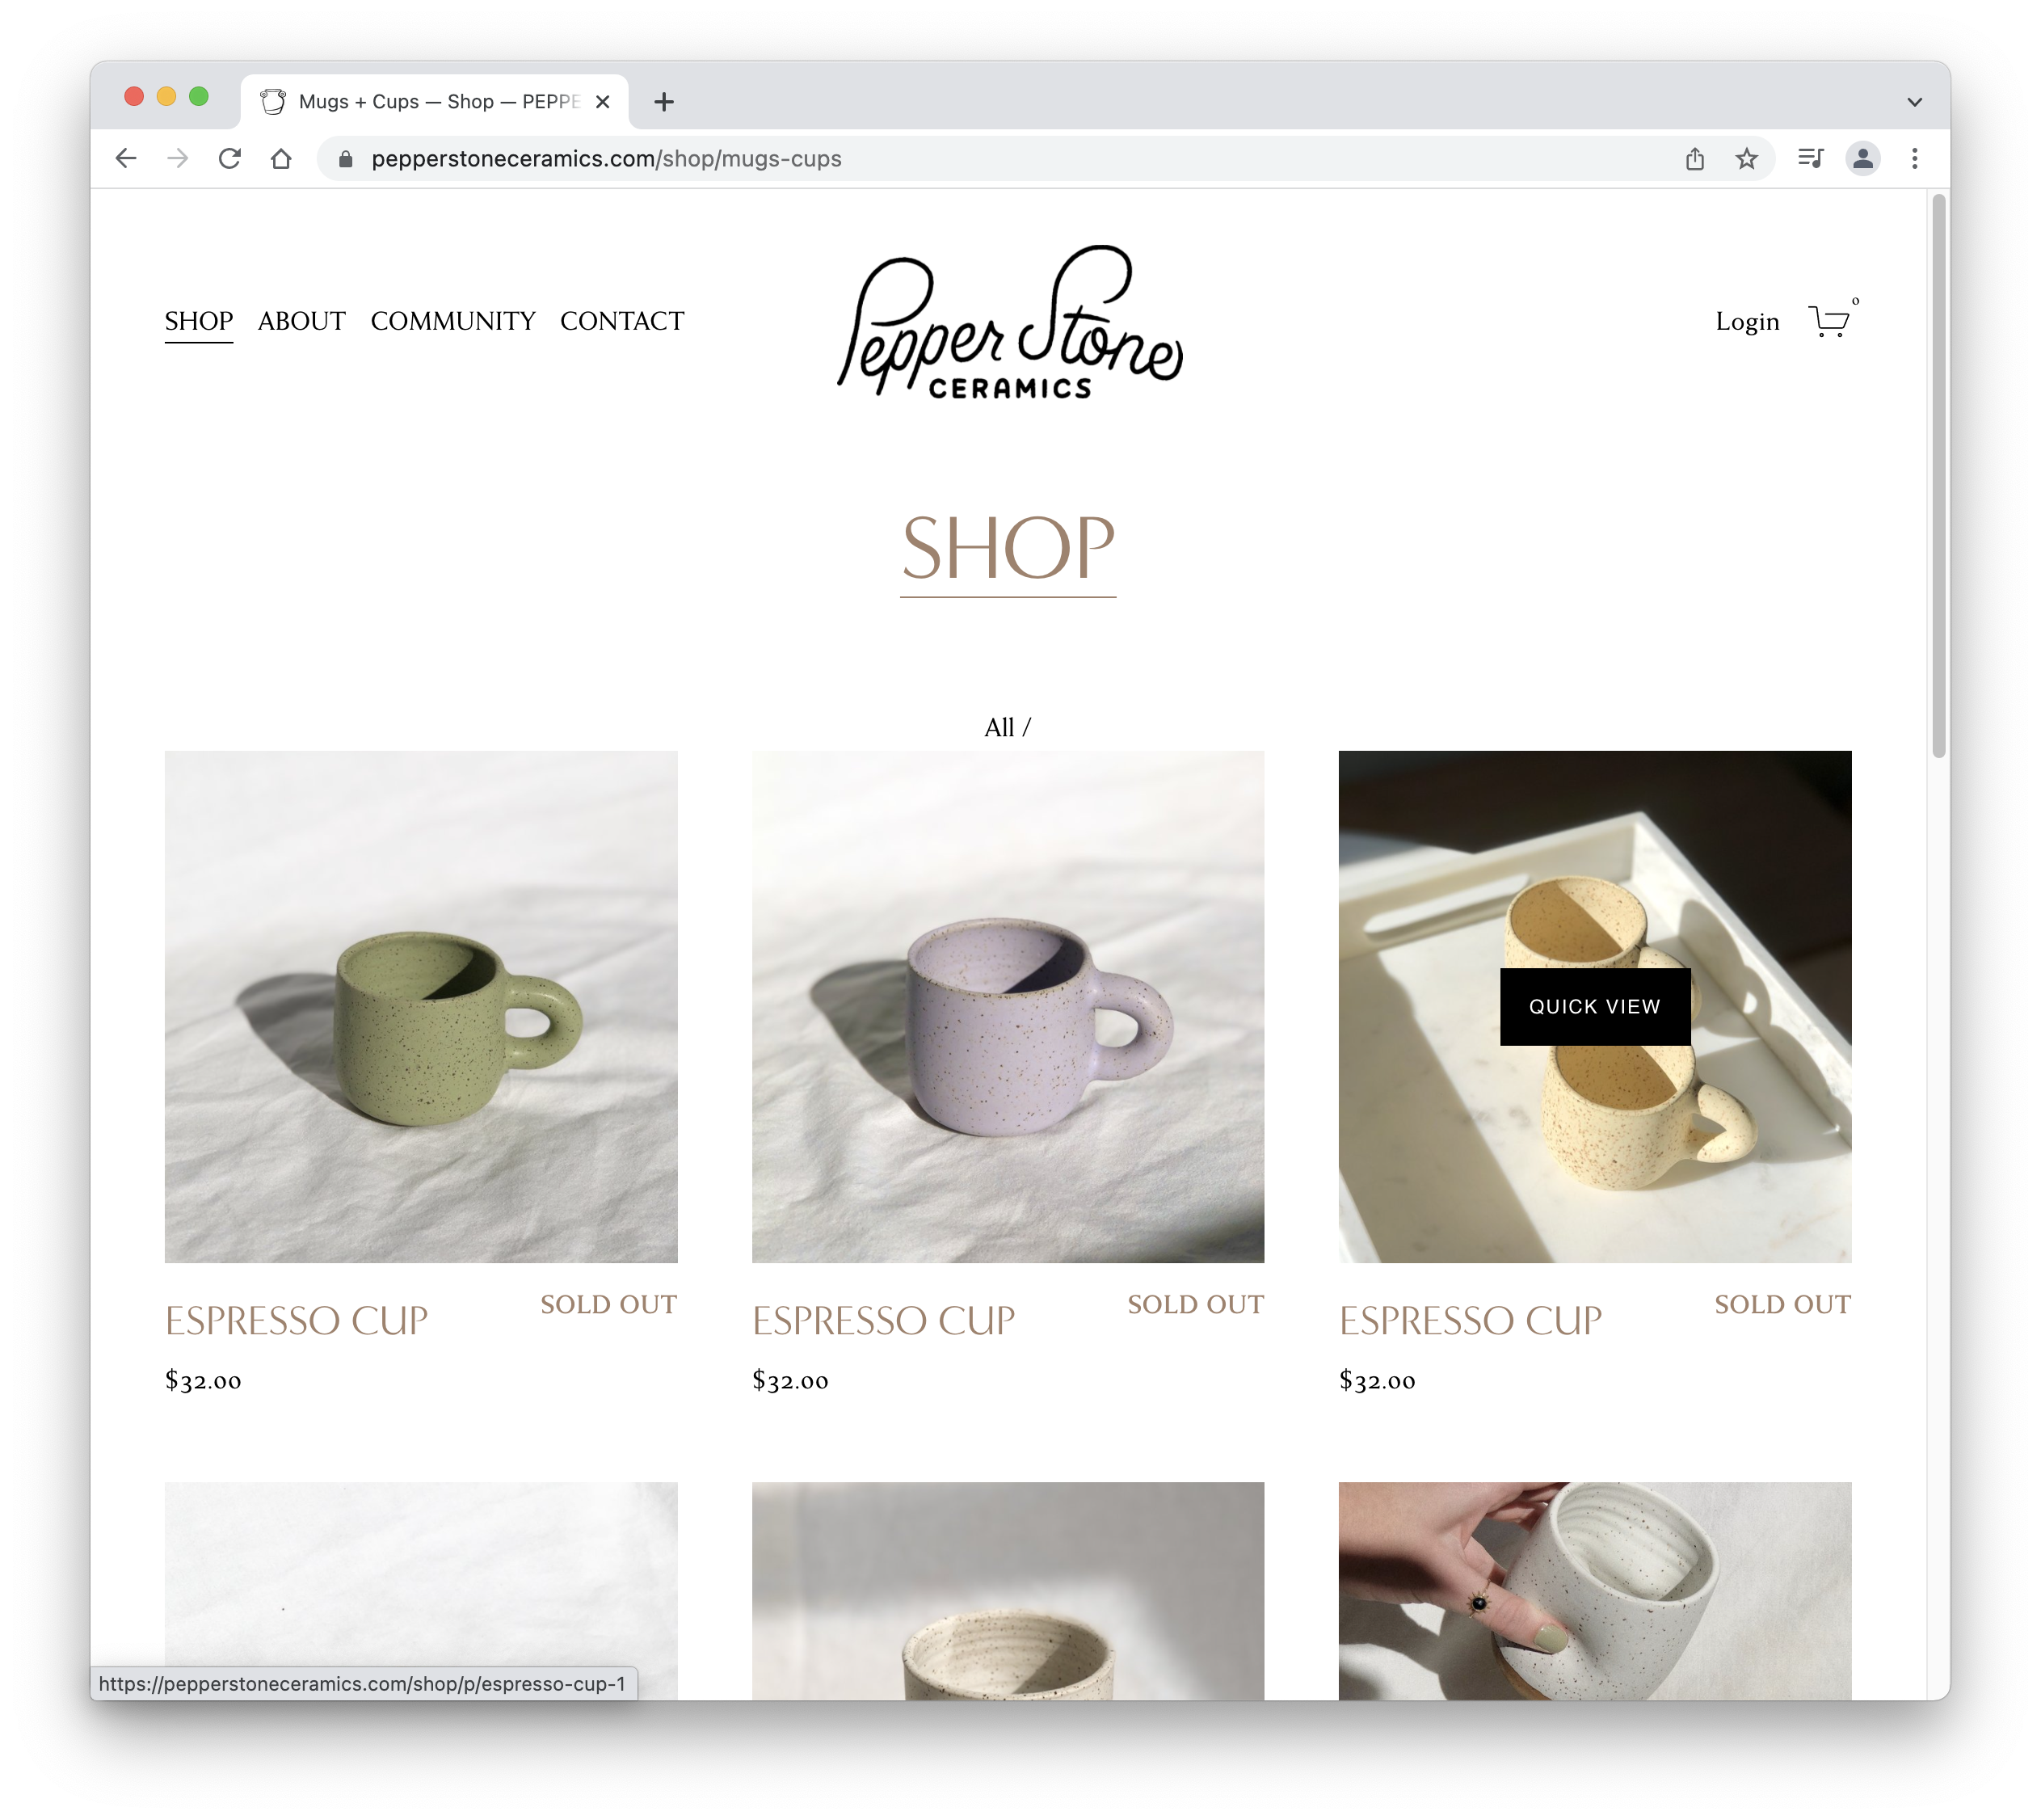 Mugs + Cups — Shop — PEPPE
pepperstoneceramics.com/shop/mugs-cups
SHOP ABOUT COMMUNITY CONTACT
Pepper Stone
CERAMICS
Login 0
SHOP
All /
QUICK VIEW
ESPRESSO CUP SOLD OUT
$32.00
ESPRESSO CUP SOLD OUT
$32.00
ESPRESSO CUP SOLD OUT
$32.00
https://pepperstoneceramics.com/shop/p/espresso-cup-1